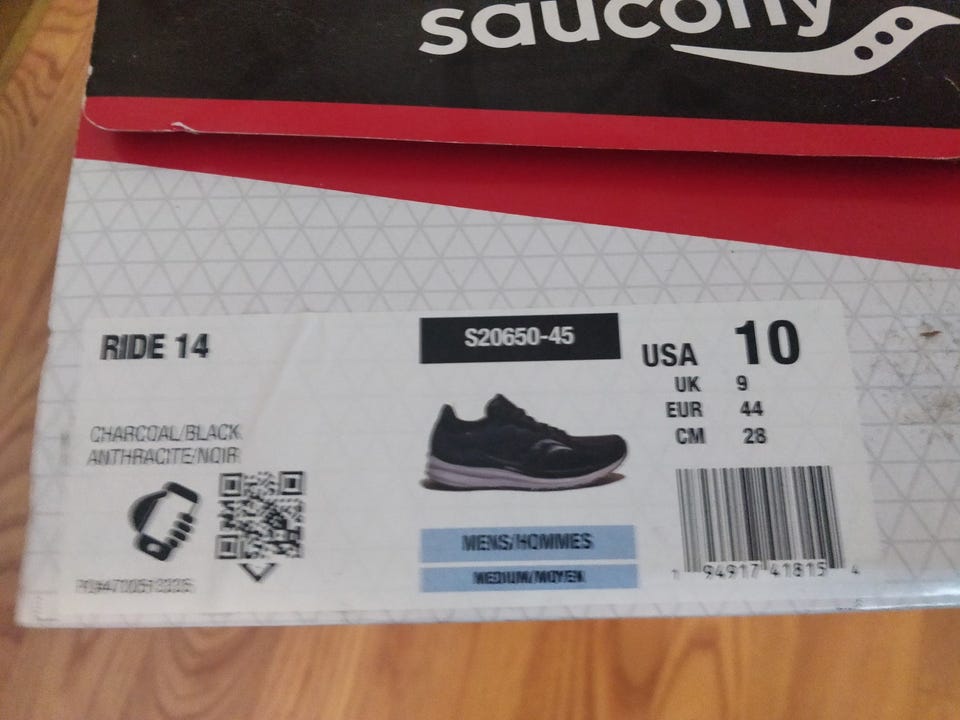 saucony
RIDE 14
S20650-45
USA 10
UK 9
EUR 44
CM 28
CHARCOAL/BLACK
ANTHRACITE/NOIR
MENS/HOMMES
MEDIUM/MOYEN
1 94917 41815 4